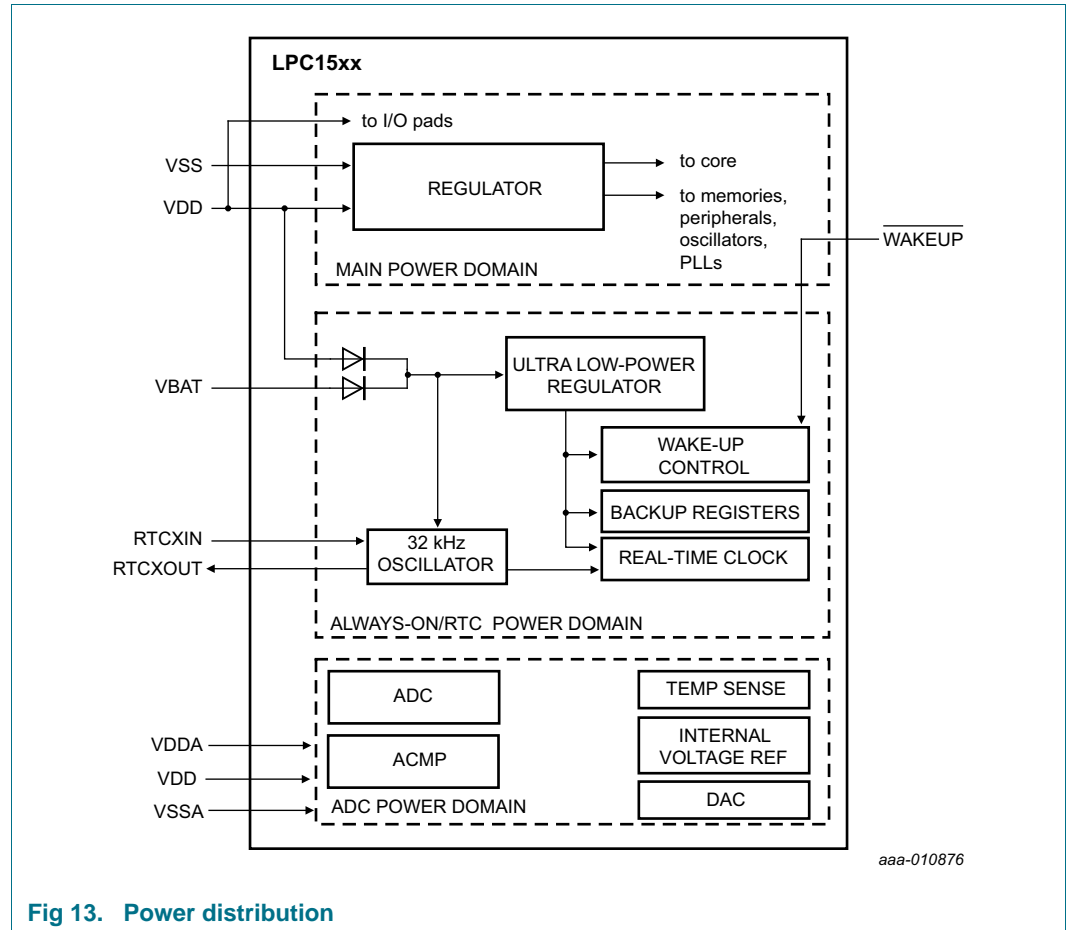 LPC15xx
to I/O pads
VSS
VDD
REGULATOR
to core
to memories,
peripherals,
oscillators,
PLLs
WAKEUP
MAIN POWER DOMAIN
VBAT
ULTRA LOW-POWER
REGULATOR
WAKE-UP
CONTROL
BACKUP REGISTERS
REAL-TIME CLOCK
RTCXIN
RTCXOUT
32 kHz
OSCILLATOR
ALWAYS-ON/RTC POWER DOMAIN
ADC
TEMP SENSE
VDDA
VDD
VSSA
ACMP
INTERNAL
VOLTAGE REF
DAC
ADC POWER DOMAIN
aaa-010876
Fig 13. Power distribution